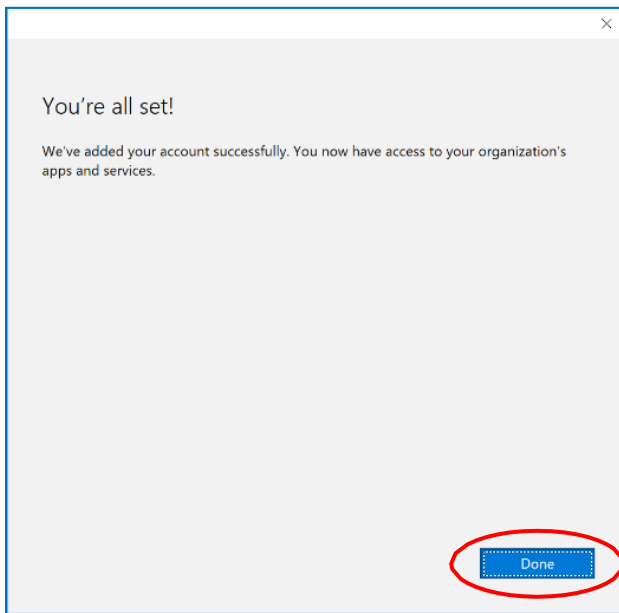 You're all set!
We've added your account successfully. You now have access to your organization's
apps and services.
Done